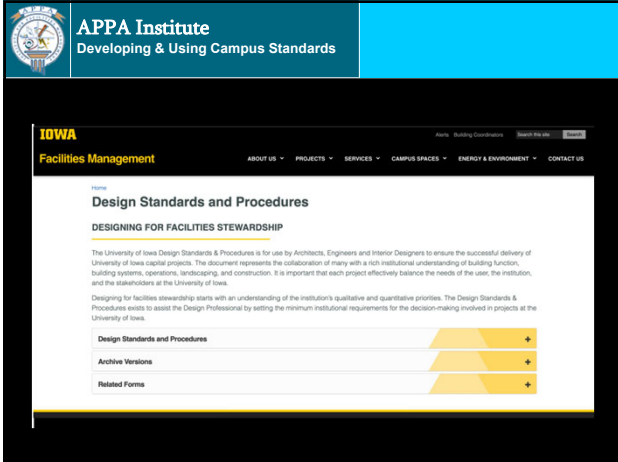 APPA
APPA Institute
Developing & Using Campus Standards
IOWA
Alerts Building Coordinators Search this site Search
Facilities Management
ABOUT US PROJECTS SERVICES CAMPUS SPACES ENERGY & ENVIRONMENT CONTACT US
Home
Design Standards and Procedures
DESIGNING FOR FACILITIES STEWARDSHIP
The University of Iowa Design Standards & Procedures is for use by Architects, Engineers and Interior Designers to ensure the successful delivery of
University of Iowa capital projects. The document represents the collaboration of many with a rich institutional understanding of building function,
building systems, operations, landscaping, and construction. It is important that each project effectively balance the needs of the user, the institution,
and the stakeholders at the University of Iowa.
Designing for facilities stewardship starts with an understanding of the institution's qualitative and quantitative priorities. The Design Standards &
Procedures exists to assist the Design Professional by setting the minimum institutional requirements for the decision-making involved in projects at the
University of Iowa.
Design Standards and Procedures +
Archive Versions +
Related Forms +